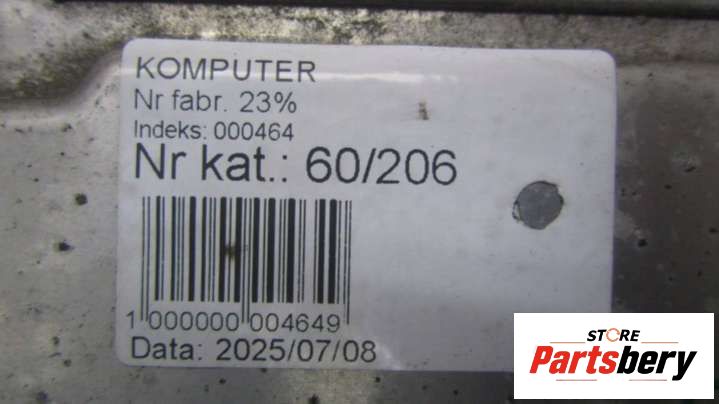 KOMPUTER
Nr fabr. 23%
Indeks: 000464
Nr kat.: 60/206
1 000000 004649
Data: 2025/07/08
STORE
Partsbery